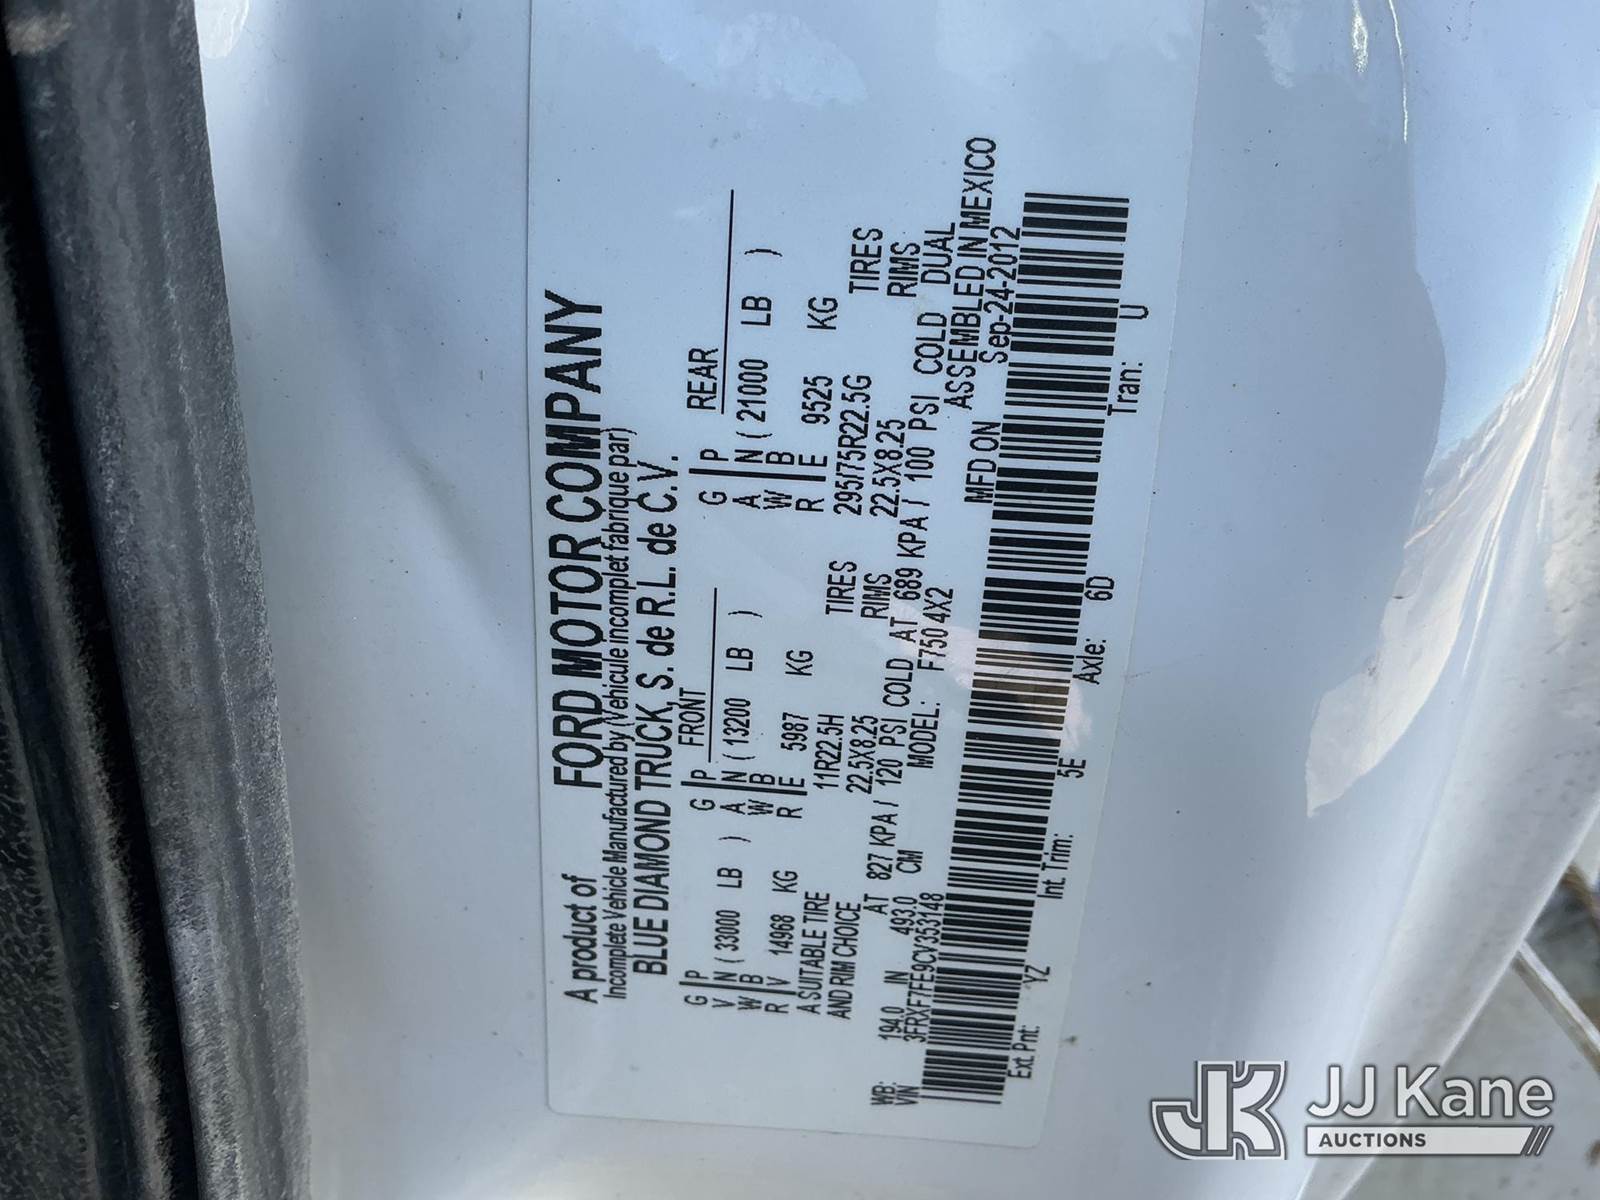 A product of FORD MOTOR COMPANY
Incomplete Vehicle Manufactured by (Vehicule incomplet fabrique par)
BLUE DIAMOND TRUCK, S. de R.L. de C.V.
FRONT REAR
G P G P G P
V N ( 33000 LB ) A N ( 13200 LB ) A N ( 21000 LB )
W B W B W B
R V 14968 KG R E 5987 KG R E 9525 KG
A SUITABLE TIRE 11R22.5H TIRES 295/75R22.5G TIRES
AND RIM CHOICE 22.5X8.25 RIMS 22.5X8.25 RIMS
AT 827 KPA / 120 PSI COLD AT 689 KPA / 100 PSI COLD DUAL
WB: 194.0 IN 493.0 CM MODEL: F750 4X2 ASSEMBLED IN MEXICO
VIN 3FRXF7FE9CV353148 MFD ON Sep-24-2012
Ext. Pnt: YZ Int. Trim: 5E Axle: 6D Tran: U
JJ Kane
AUCTIONS